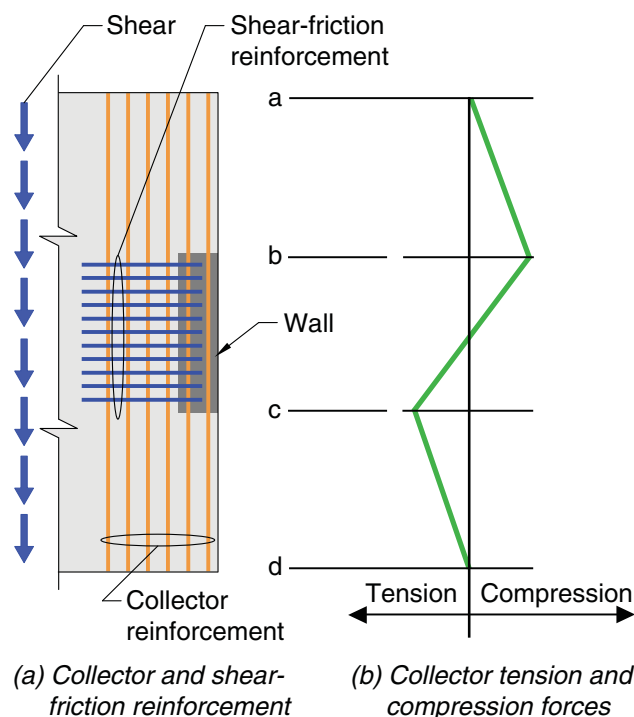 Shear
Shear-friction
reinforcement
Wall
Collector
reinforcement
(a) Collector and shear-
friction reinforcement
a
b
c
d
Tension
Compression
(b) Collector tension and
compression forces